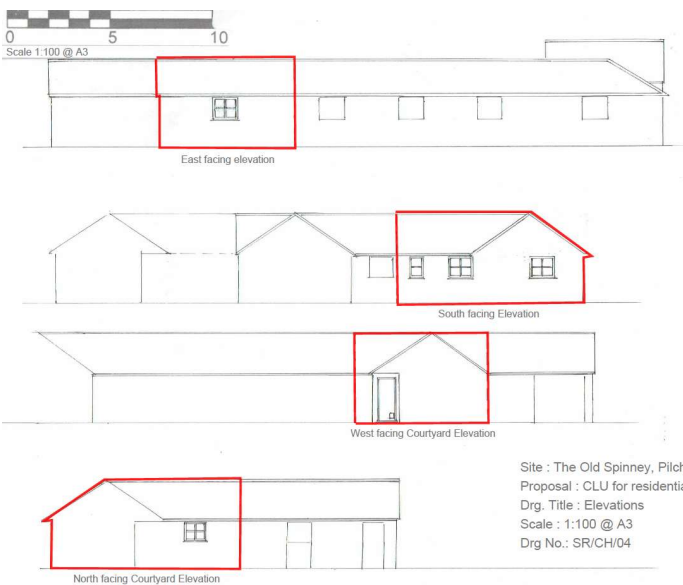 0 5 10
Scale 1:100 @ A3
East facing elevation
South facing Elevation
West facing Courtyard Elevation
Site : The Old Spinney, Pilch
Proposal : CLU for residentia
Drg. Title : Elevations
Scale : 1:100 @ A3
Drg No.: SR/CH/04
North facing Courtyard Elevation